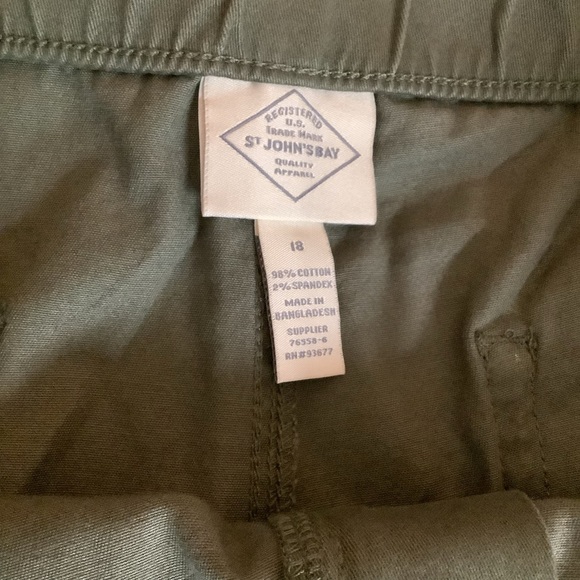 REGISTERED
U.S.
TRADE MARK
ST JOHN'S BAY
QUALITY
APPAREL
18
98% COTTON
2% SPANDEX
MADE IN
BANGLADESH
SUPPLIER
76558-6
RN#93677